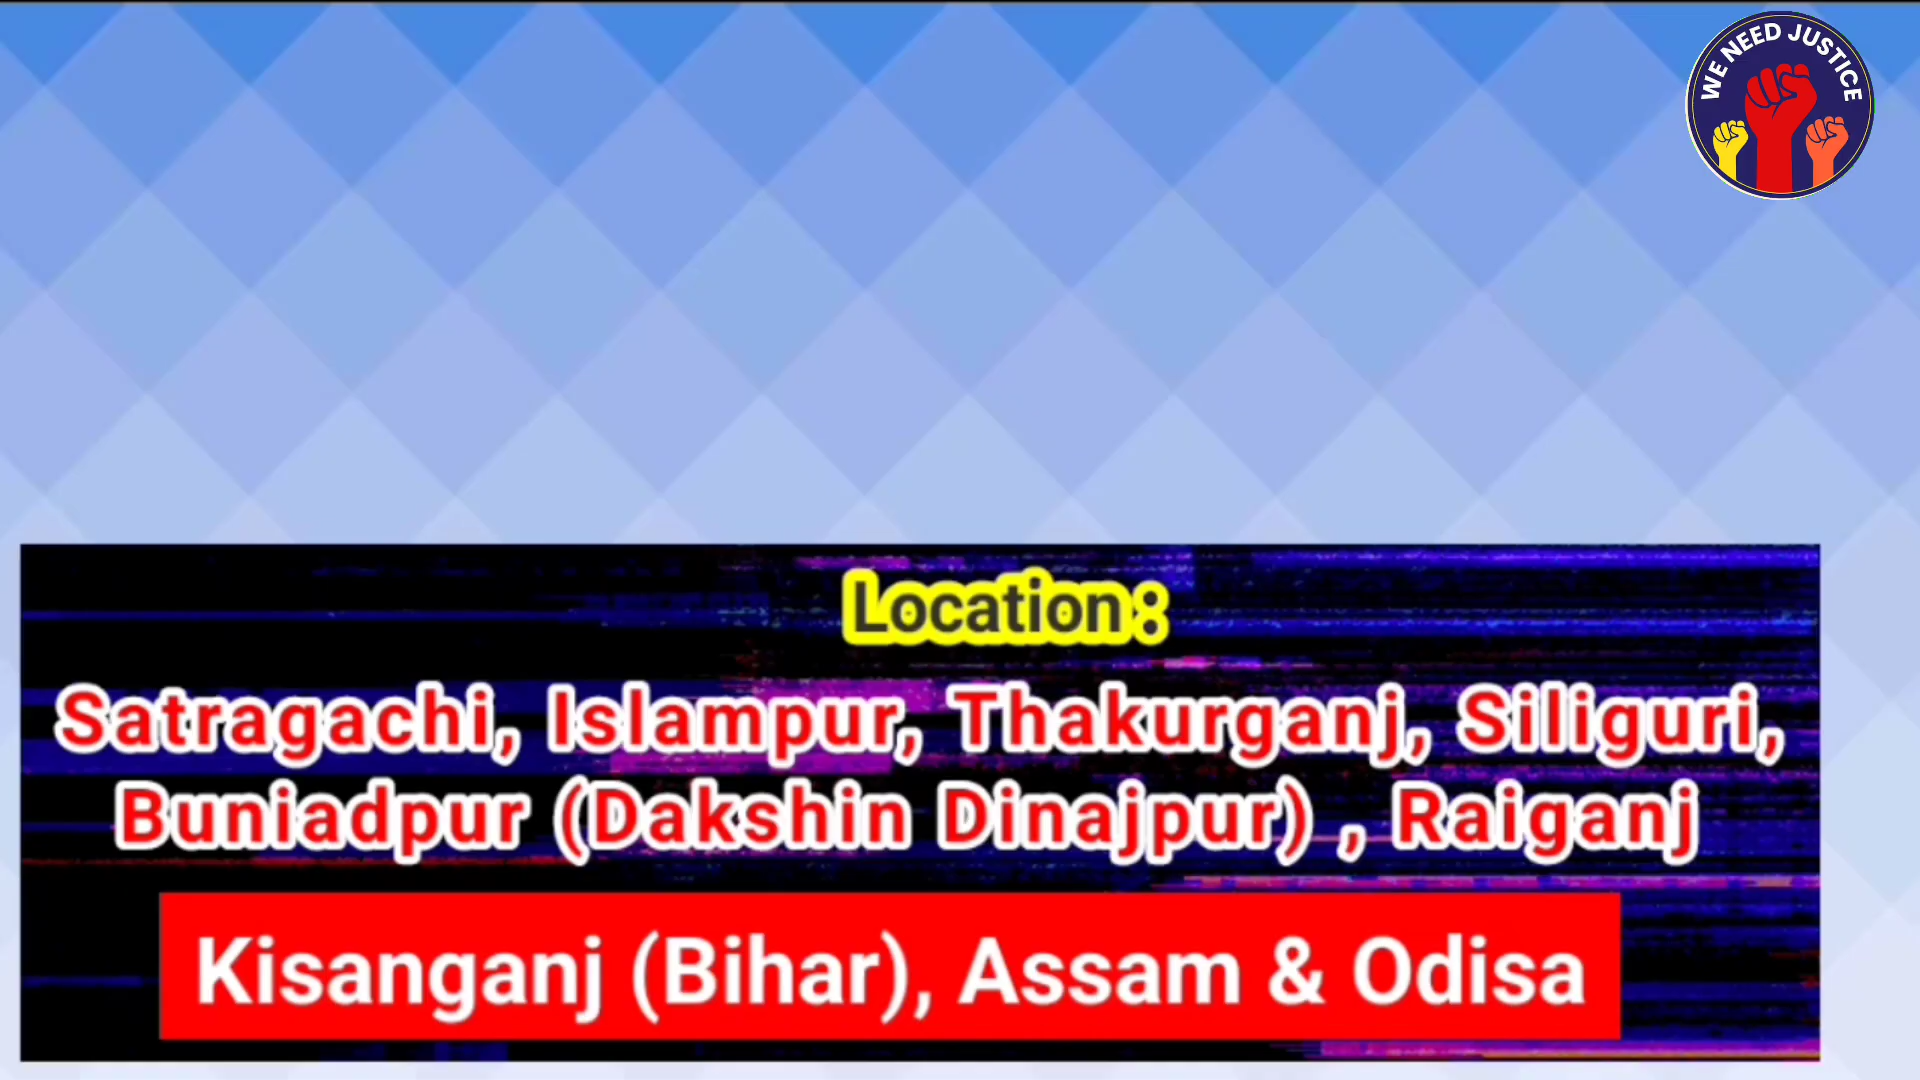 WE NEED JUSTICE
Location :
Satragachi, Islampur, Thakurganj, Siliguri,
Buniadpur (Dakshin Dinajpur) , Raiganj
Kisanganj (Bihar), Assam & Odisa